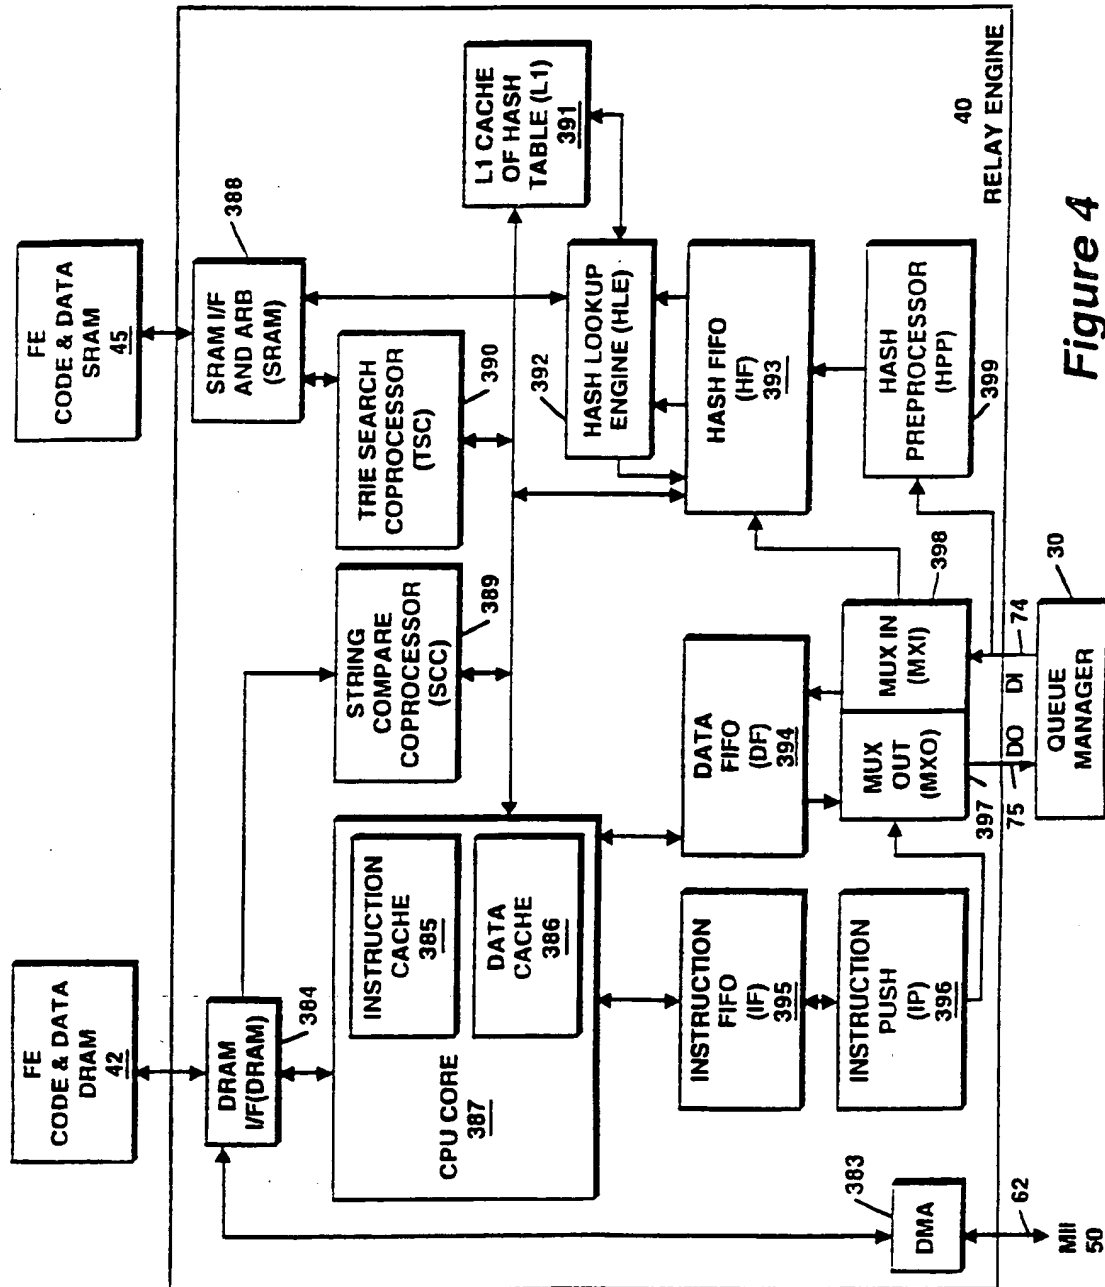 FE
CODE & DATA
DRAM
42
FE
CODE & DATA
SRAM
45
DRAM
I/F(DRAM)
384
SRAM I/F
AND ARB
(SRAM)
388
STRING
COMPARE
COPROCESSOR
(SCC)
389
TRIE SEARCH
COPROCESSOR
(TSC)
390
L1 CACHE
OF HASH
TABLE (L1)
391
CPU CORE
387
INSTRUCTION
CACHE
385
DATA
CACHE
386
392
HASH LOOKUP
ENGINE (HLE)
INSTRUCTION
FIFO
(IF)
395
DATA
FIFO
(DF)
394
HASH FIFO
(HF)
393
383
DMA
INSTRUCTION
PUSH
(IP)
396
MUX
OUT
(MXO)
397
MUX IN
(MXI)
398
HASH
PREPROCESSOR
(HPP)
399
40
RELAY ENGINE
62
MII
50
75
DO
DI
74
QUEUE
MANAGER
30
Figure 4